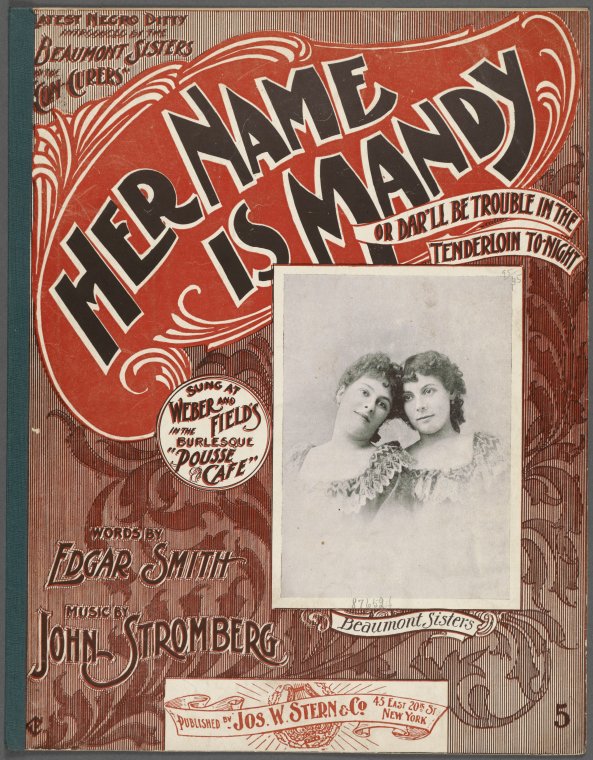 LATEST NEGRO DITTY
INTRODUCED BY THE
BEAUMONT SISTERS
OF THE
"CON-CURERS"
HER NAME
IS MANDY
OR DAR'LL BE TROUBLE IN THE
TENDERLOIN TO-NIGHT
95/65
SUNG AT
WEBER AND
FIELD'S
IN THE
BURLESQUE
"POUSSE
CAFE"
WORDS BY
EDGAR SMITH
MUSIC BY
JOHN STROMBERG
Beaumont Sisters
PUBLISHED BY JOS. W. STERN & CO 45 EAST 20TH ST
NEW YORK
5